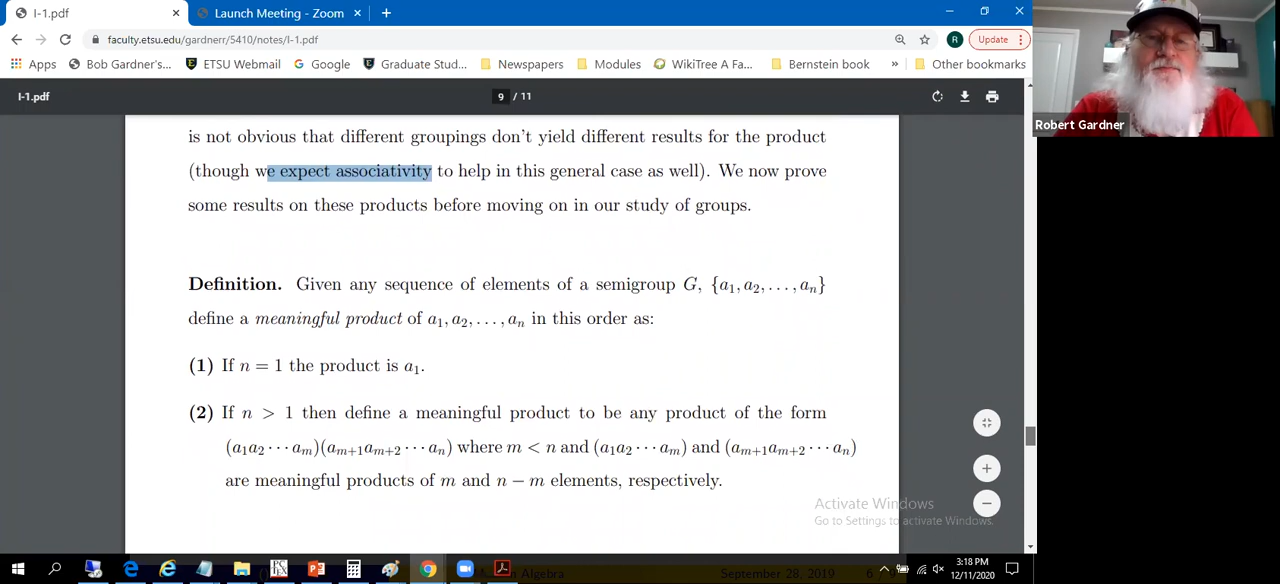 I-1.pdf
Launch Meeting - Zoom
faculty.etsu.edu/gardnerr/5410/notes/I-1.pdf
R
Update
Apps
Bob Gardner's...
ETSU Webmail
Google
Graduate Stud...
Newspapers
Modules
WikiTree A Fa...
Bernstein book
»
Other bookmarks
I-1.pdf
9 / 11
Robert Gardner
is not obvious that different groupings don't yield different results for the product
(though we expect associativity to help in this general case as well). We now prove
some results on these products before moving on in our study of groups.
Definition. Given any sequence of elements of a semigroup G, {a₁, a₂, . . . , aₙ}
define a meaningful product of a₁, a₂, . . . , aₙ in this order as:
(1) If n = 1 the product is a₁.
(2) If n > 1 then define a meaningful product to be any product of the form
(a₁a₂ · · · aₘ)(aₘ₊₁aₘ₊₂ · · · aₙ) where m < n and (a₁a₂ · · · aₘ) and (aₘ₊₁aₘ₊₂ · · · aₙ)
are meaningful products of m and n − m elements, respectively.
Activate Windows
Go to Settings to activate Windows.
Algebra
September 28, 2019
3:18 PM
12/11/2020